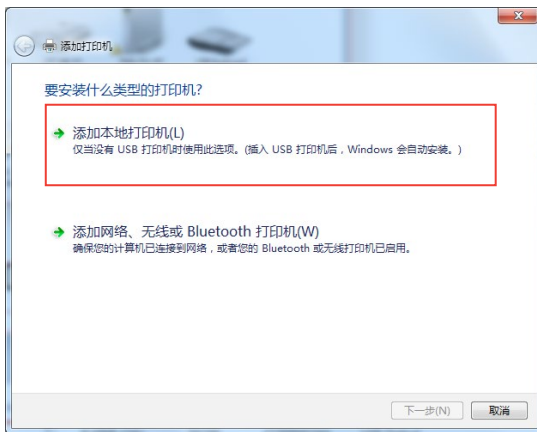 添加打印机
要安装什么类型的打印机?
添加本地打印机(L)
仅当没有 USB 打印机时使用此选项。(插入 USB 打印机后，Windows 会自动安装。)
添加网络、无线或 Bluetooth 打印机(W)
确保您的计算机已连接到网络，或者您的 Bluetooth 或无线打印机已启用。
下一步(N)
取消